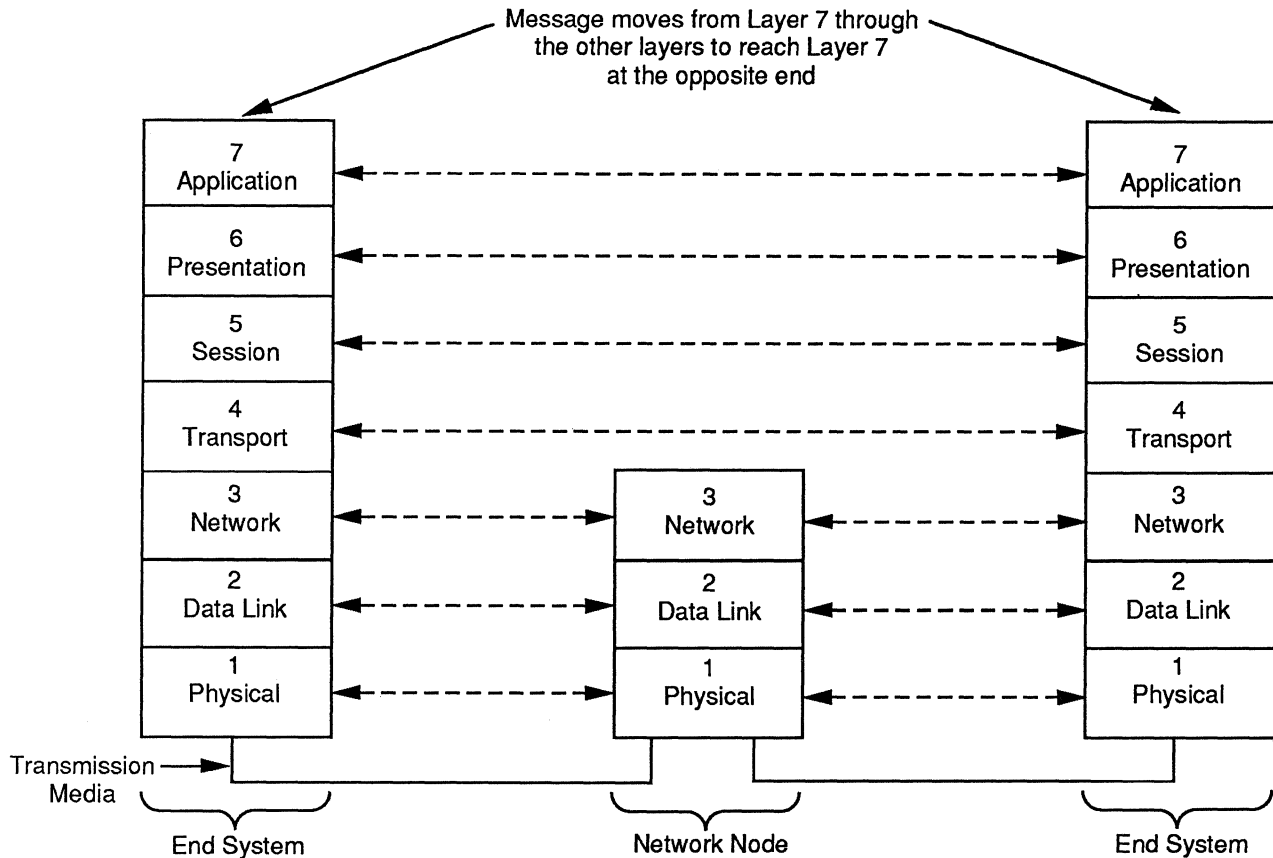 Message moves from Layer 7 through
the other layers to reach Layer 7
at the opposite end
7
Application
6
Presentation
5
Session
4
Transport
3
Network
2
Data Link
1
Physical
3
Network
2
Data Link
1
Physical
7
Application
6
Presentation
5
Session
4
Transport
3
Network
2
Data Link
1
Physical
Transmission
Media
End System
Network Node
End System